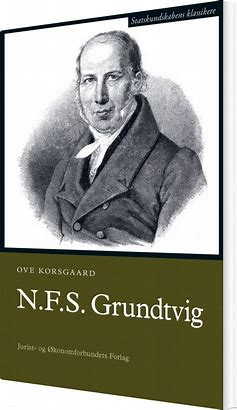 Statskundskabens klassikere
OVE KORSGAARD
N.F.S. Grundtvig
Jurist- og Økonomforbundets Forlag